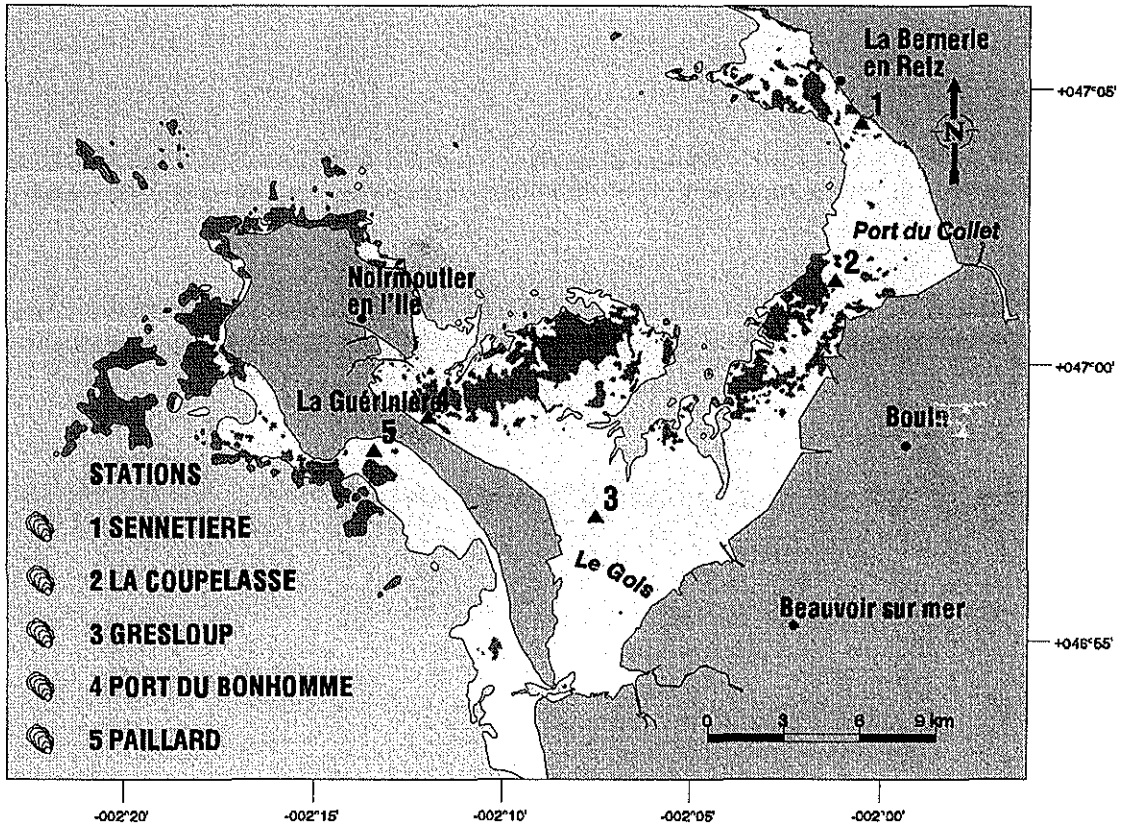 La Bernerie
en Retz
1
+047°05'
N
Port du Collet
2
Noirmoutier
en l'Ile
+047°00'
La Guérinière
4
5
STATIONS
3
1 SENNETIERE
Le Gois
2 LA COUPELASSE
Beauvoir sur mer
3 GRESLOUP
+046°55'
4 PORT DU BONHOMME
0 3 6 9 km
5 PAILLARD
-002°20' -002°15' -002°10' -002°05' -002°00'